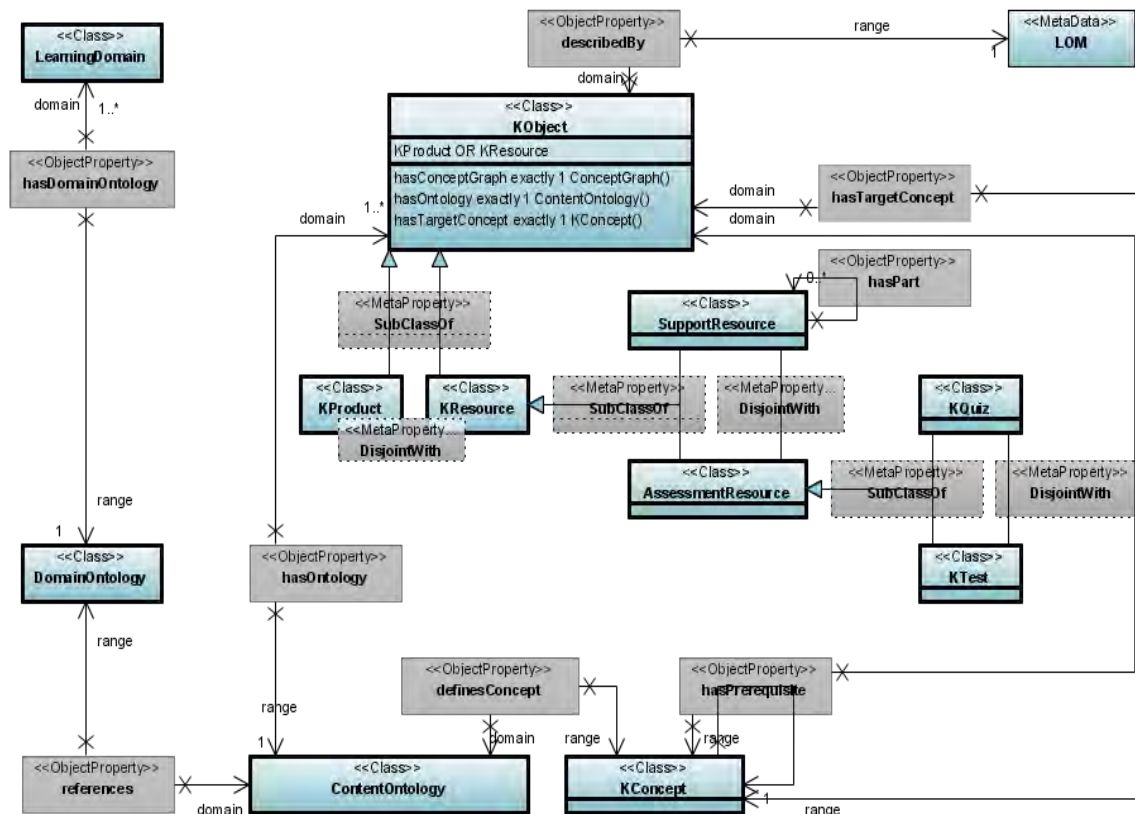 <<ObjectProperty>>
describedBy
range
1
<<MetaData>>
LOM
<<Class>>
LearningDomain
domain
1..*
<<ObjectProperty>>
hasDomainOntology
domain
<<Class>>
KObject
KProduct OR KResource
hasConceptGraph exactly 1 ConceptGraph()
hasOntology exactly 1 ContentOntology()
hasTargetConcept exactly 1 KConcept()
domain
1..*
domain
domain
<<ObjectProperty>>
hasTargetConcept
<<ObjectProperty>>
hasPart
0..*
<<MetaProperty>>
SubClassOf
<<Class>>
SupportResource
<<Class>>
KProduct
<<Class>>
KResource
<<MetaProperty...
DisjointWith
<<MetaProperty>>
SubClassOf
<<MetaProperty...
DisjointWith
<<Class>>
KQuiz
<<Class>>
AssessmentResource
<<MetaProperty>>
SubClassOf
<<MetaProperty>>
DisjointWith
range
1
<<Class>>
DomainOntology
<<ObjectProperty>>
hasOntology
<<Class>>
KTest
range
<<ObjectProperty>>
definesConcept
<<ObjectProperty>>
hasPrerequisite
range
1
domain
range
range
<<ObjectProperty>>
references
domain
<<Class>>
ContentOntology
<<Class>>
KConcept
1
range